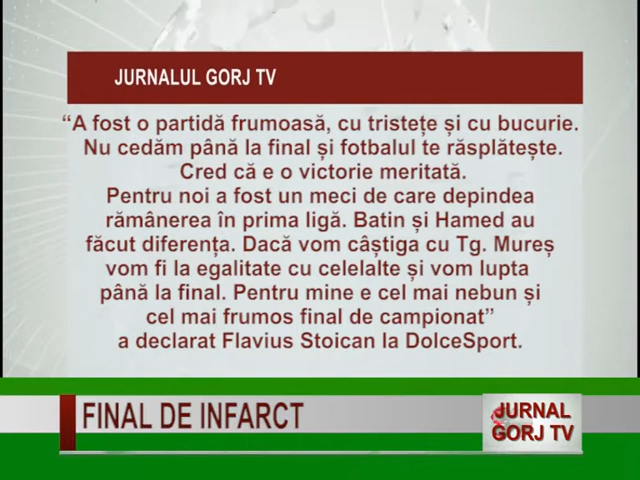 JURNALUL GORJ TV
“A fost o partidă frumoasă, cu tristețe și cu bucurie.
Nu cedăm până la final și fotbalul te răsplătește.
Cred că e o victorie meritată.
Pentru noi a fost un meci de care depindea
rămânerea în prima ligă. Batin și Hamed au
făcut diferența. Dacă vom câștiga cu Tg. Mureș
vom fi la egalitate cu celelalte și vom lupta
până la final. Pentru mine e cel mai nebun și
cel mai frumos final de campionat”
a declarat Flavius Stoican la DolceSport.
FINAL DE INFARCT
JURNAL
GORJ TV